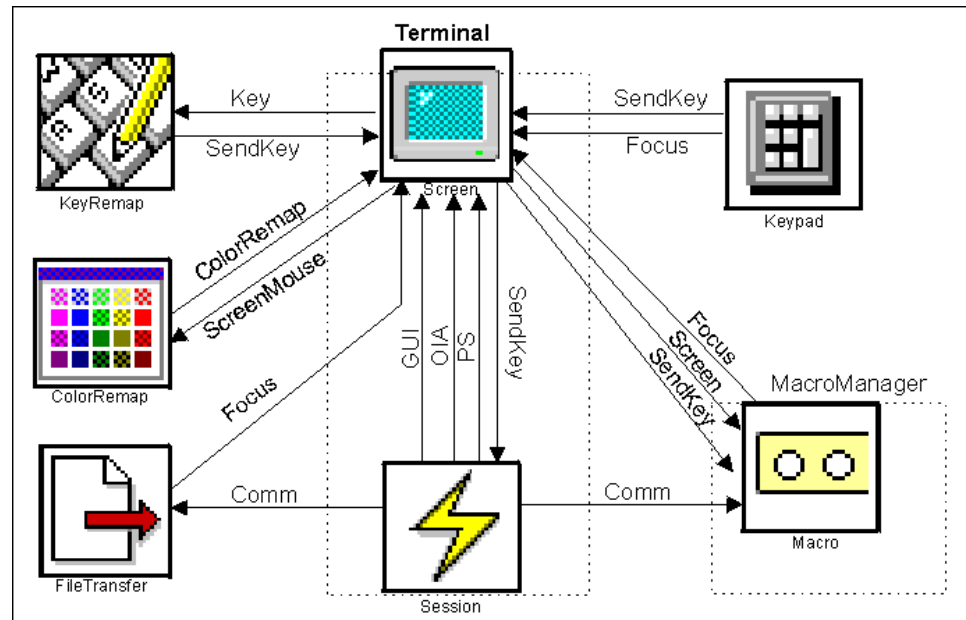 Terminal
Key
SendKey
SendKey
Focus
KeyRemap
Screen
Keypad
ColorRemap
ScreenMouse
GUI
OIA
PS
SendKey
Focus
Screen
SendKey
ColorRemap
Focus
MacroManager
Comm
Comm
FileTransfer
Session
Macro